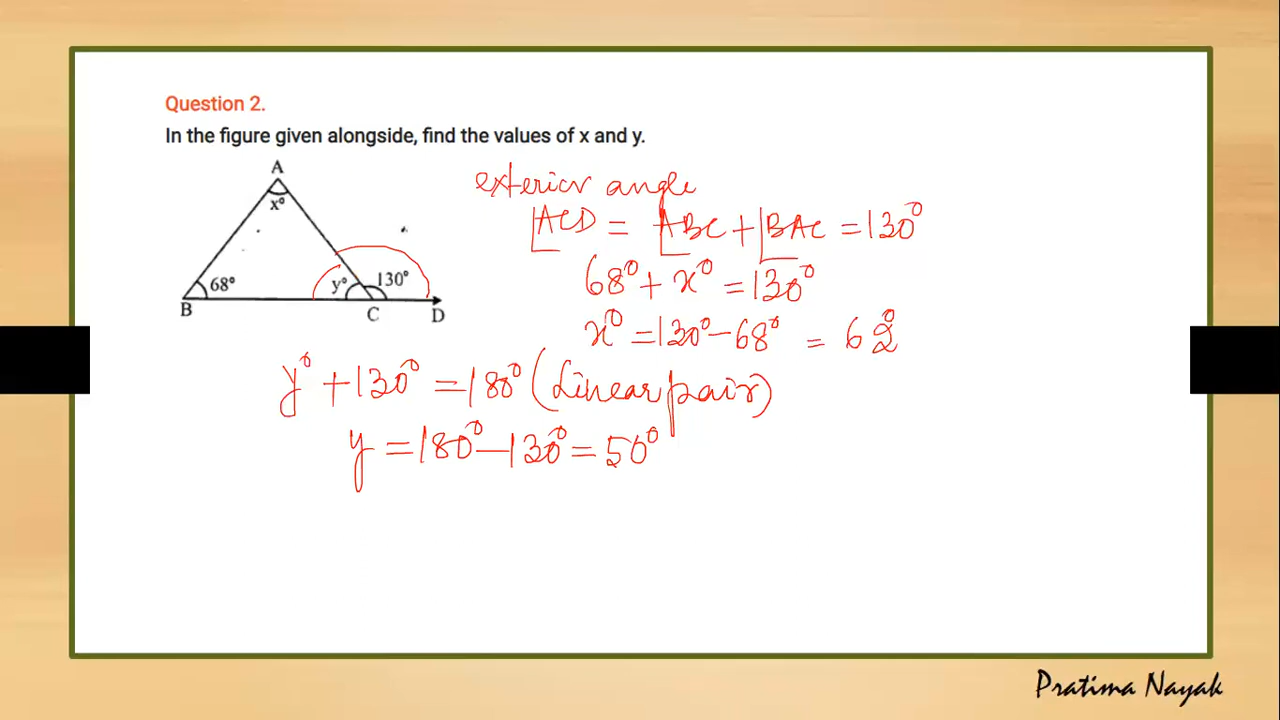 Question 2.
In the figure given alongside, find the values of x and y.
A
x°
68°
y°
130°
B
C
D
exterior angle
∠ACD = ∠ABC + ∠BAC = 130°
68° + x° = 130°
x° = 130° - 68° = 62°
y° + 130° = 180° (Linear pair)
y = 180° - 130° = 50°
Pratima Nayak